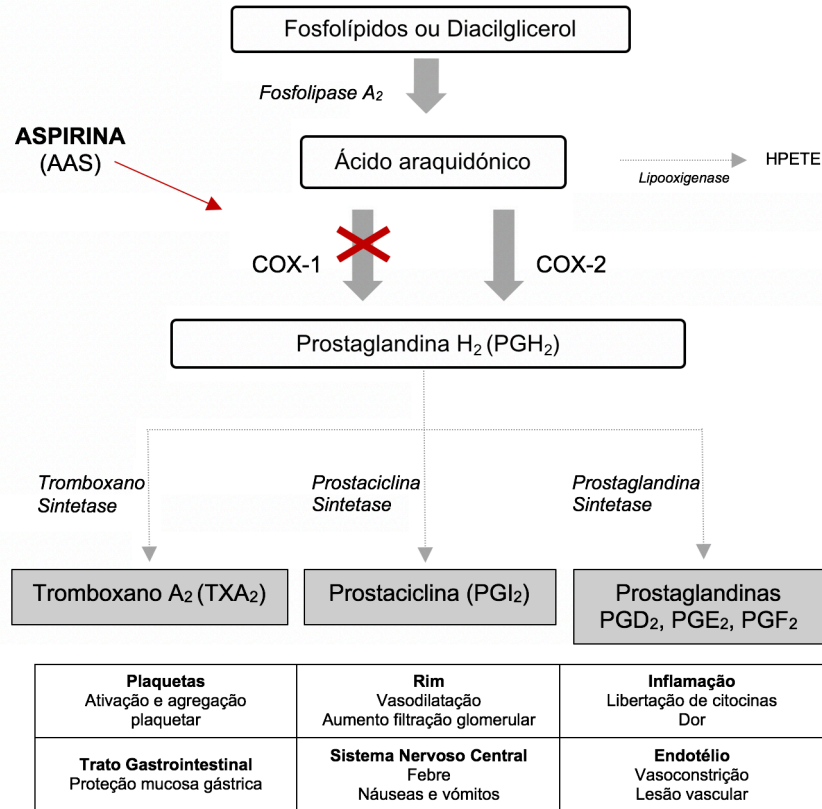 Fosfolípidos ou Diacilglicerol
Fosfolipase A₂
ASPIRINA
(AAS)
Ácido araquidónico
HPETE
Lipooxigenase
COX-1
COX-2
Prostaglandina H₂ (PGH₂)
Tromboxano
Sintetase
Prostaciclina
Sintetase
Prostaglandina
Sintetase
Tromboxano A₂ (TXA₂)
Prostaciclina (PGI₂)
Prostaglandinas
PGD₂, PGE₂, PGF₂
Plaquetas
Ativação e agregação
plaquetar
Rim
Vasodilatação
Aumento filtração glomerular
Inflamação
Libertação de citocinas
Dor
Trato Gastrointestinal
Proteção mucosa gástrica
Sistema Nervoso Central
Febre
Náuseas e vómitos
Endotélio
Vasoconstrição
Lesão vascular